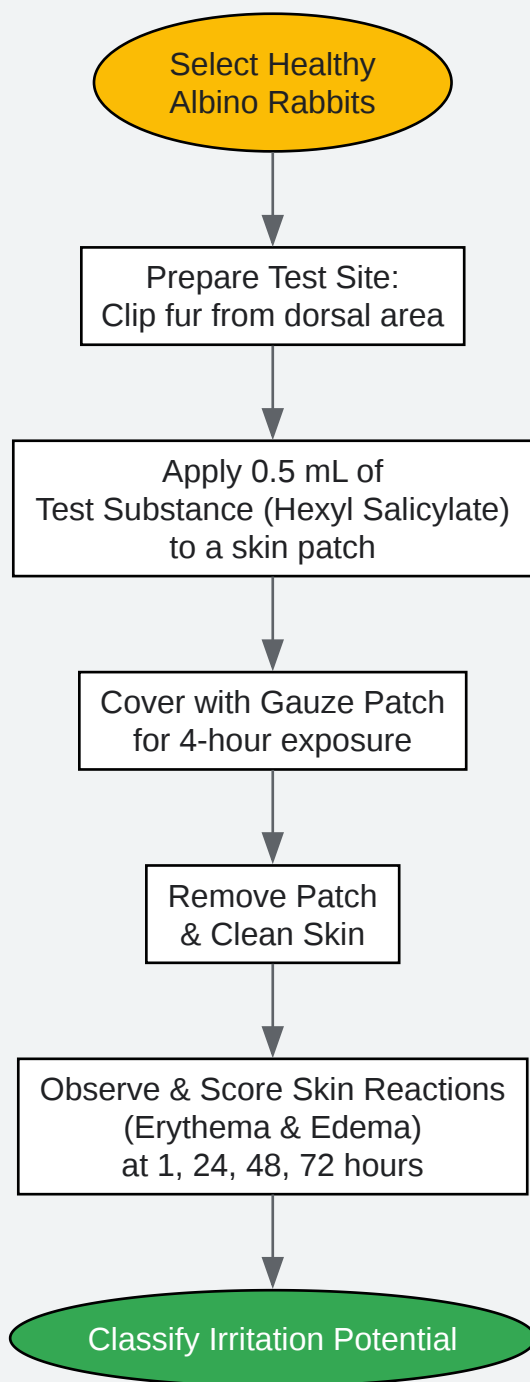 Select Healthy
Albino Rabbits
Prepare Test Site:
Clip fur from dorsal area
Apply 0.5 mL of
Test Substance (Hexyl Salicylate)
to a skin patch
Cover with Gauze Patch
for 4-hour exposure
Remove Patch
& Clean Skin
Observe & Score Skin Reactions
(Erythema & Edema)
at 1, 24, 48, 72 hours
Classify Irritation Potential